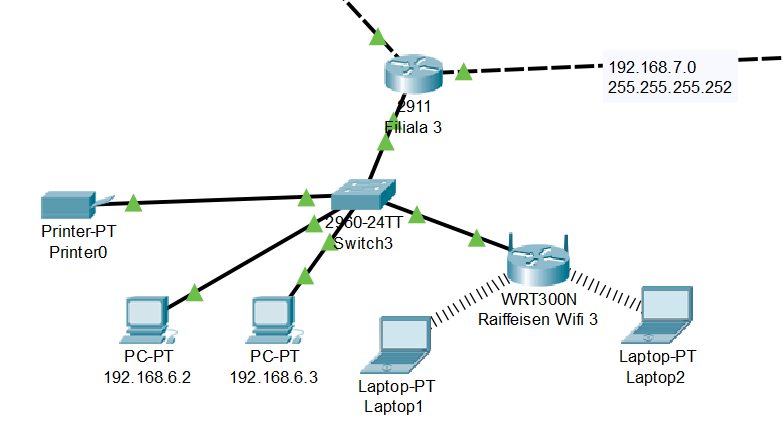 192.168.7.0
255.255.255.252
2911
Filiala 3
2960-24TT
Switch3
Printer-PT
Printer0
WRT300N
Raiffeisen Wifi 3
PC-PT
192.168.6.2
PC-PT
192.168.6.3
Laptop-PT
Laptop1
Laptop-PT
Laptop2